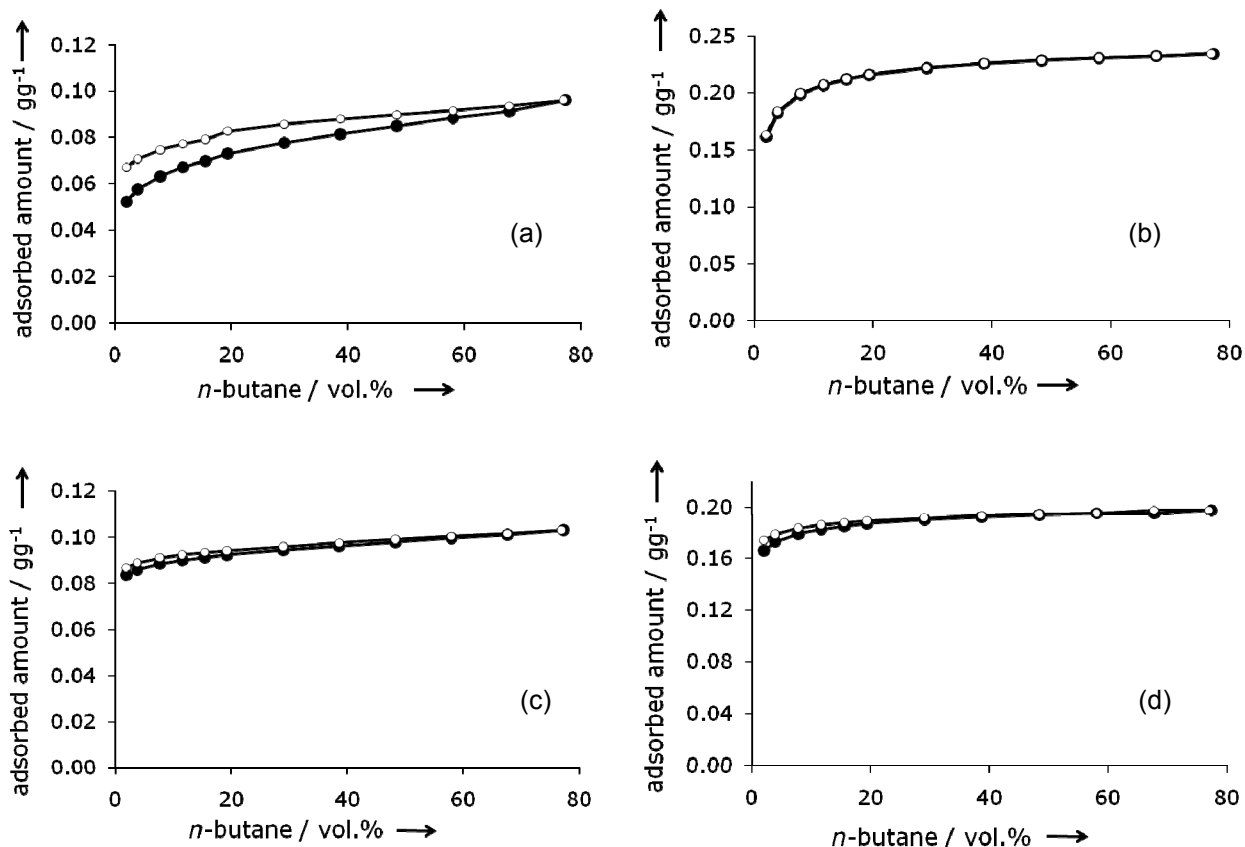 adsorbed amount / gg⁻¹
0.12
0.10
0.08
0.06
0.04
0.02
0.00
0 20 40 60 80
n-butane / vol.%
(a)
adsorbed amount / gg⁻¹
0.25
0.20
0.15
0.10
0.05
0.00
0 20 40 60 80
n-butane / vol.%
(b)
adsorbed amount / gg⁻¹
0.12
0.10
0.08
0.06
0.04
0.02
0.00
0 20 40 60 80
n-butane / vol.%
(c)
adsorbed amount / gg⁻¹
0.20
0.16
0.12
0.08
0.04
0.00
0 20 40 60 80
n-butane / vol.%
(d)